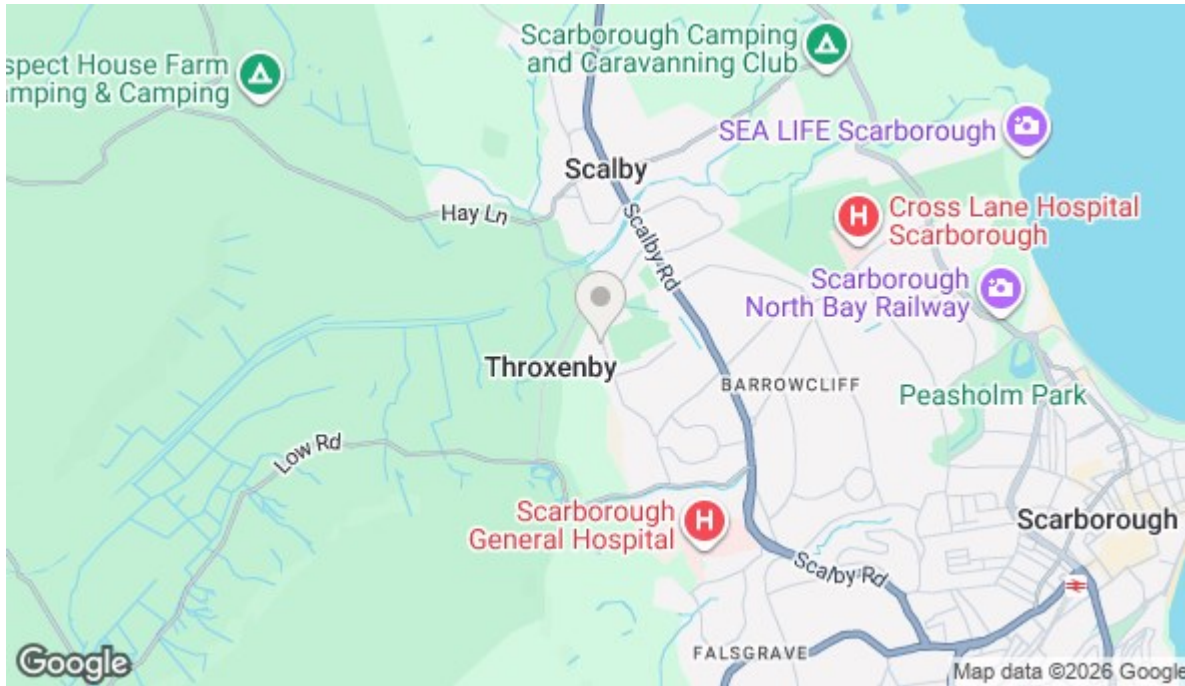 Scarborough Camping
and Caravanning Club
spect House Farm
amping & Camping
SEA LIFE Scarborough
Scalby
Hay Ln
Scalby Rd
Cross Lane Hospital
Scarborough
Scarborough
North Bay Railway
Throxenby
BARROWCLIFF
Peasholm Park
Low Rd
Scarborough
General Hospital
Scarborough
Scalby Rd
FALSGRAVE
Google
Map data ©2026 Google